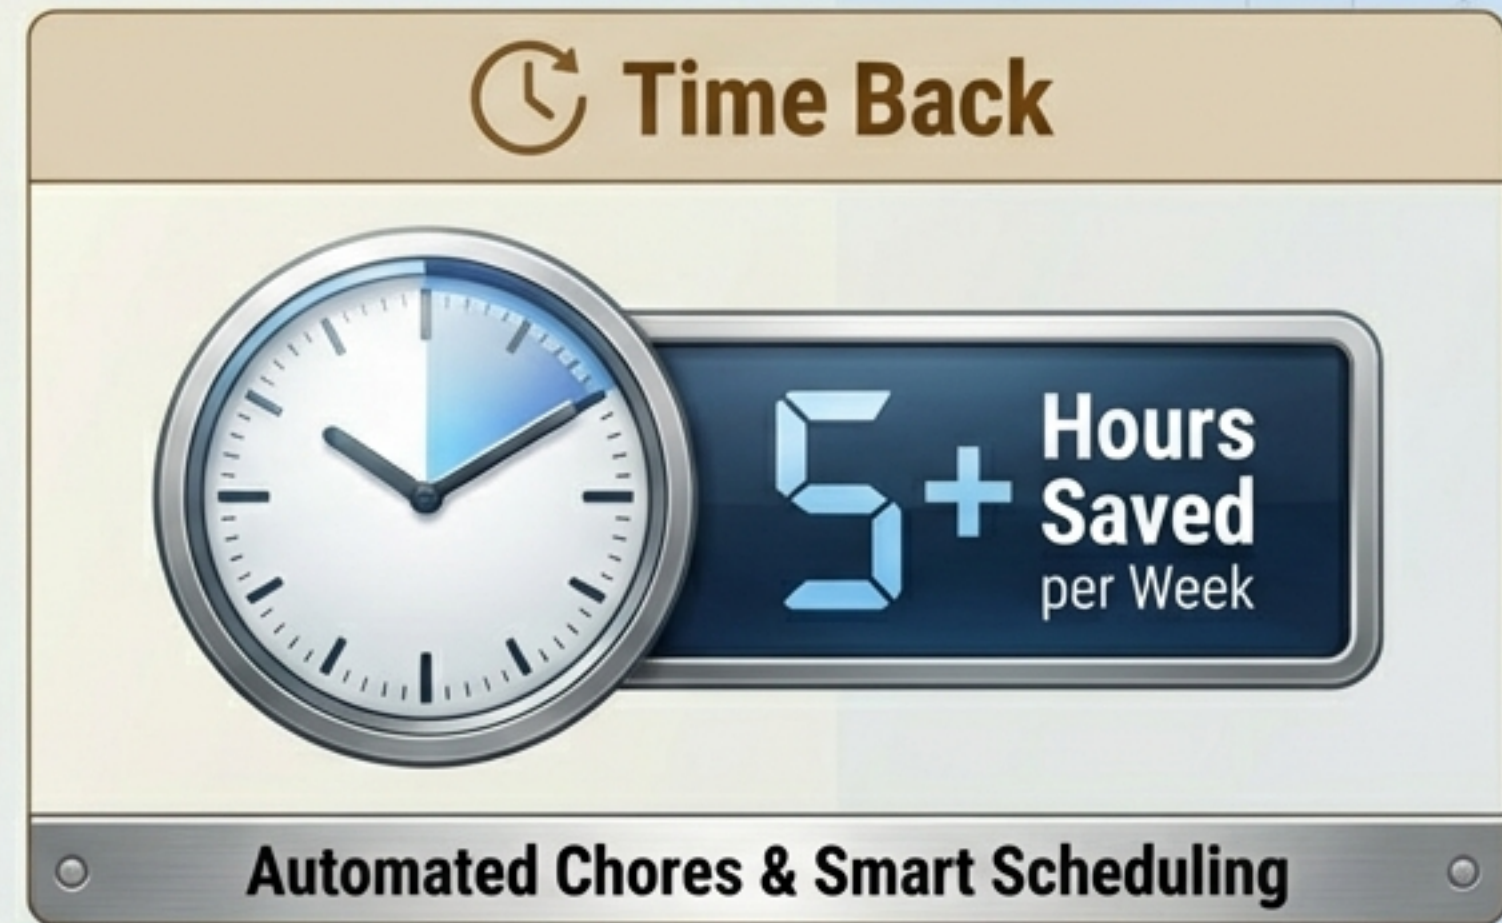 Time Back
5+
Hours
Saved
per Week
Automated Chores & Smart Scheduling